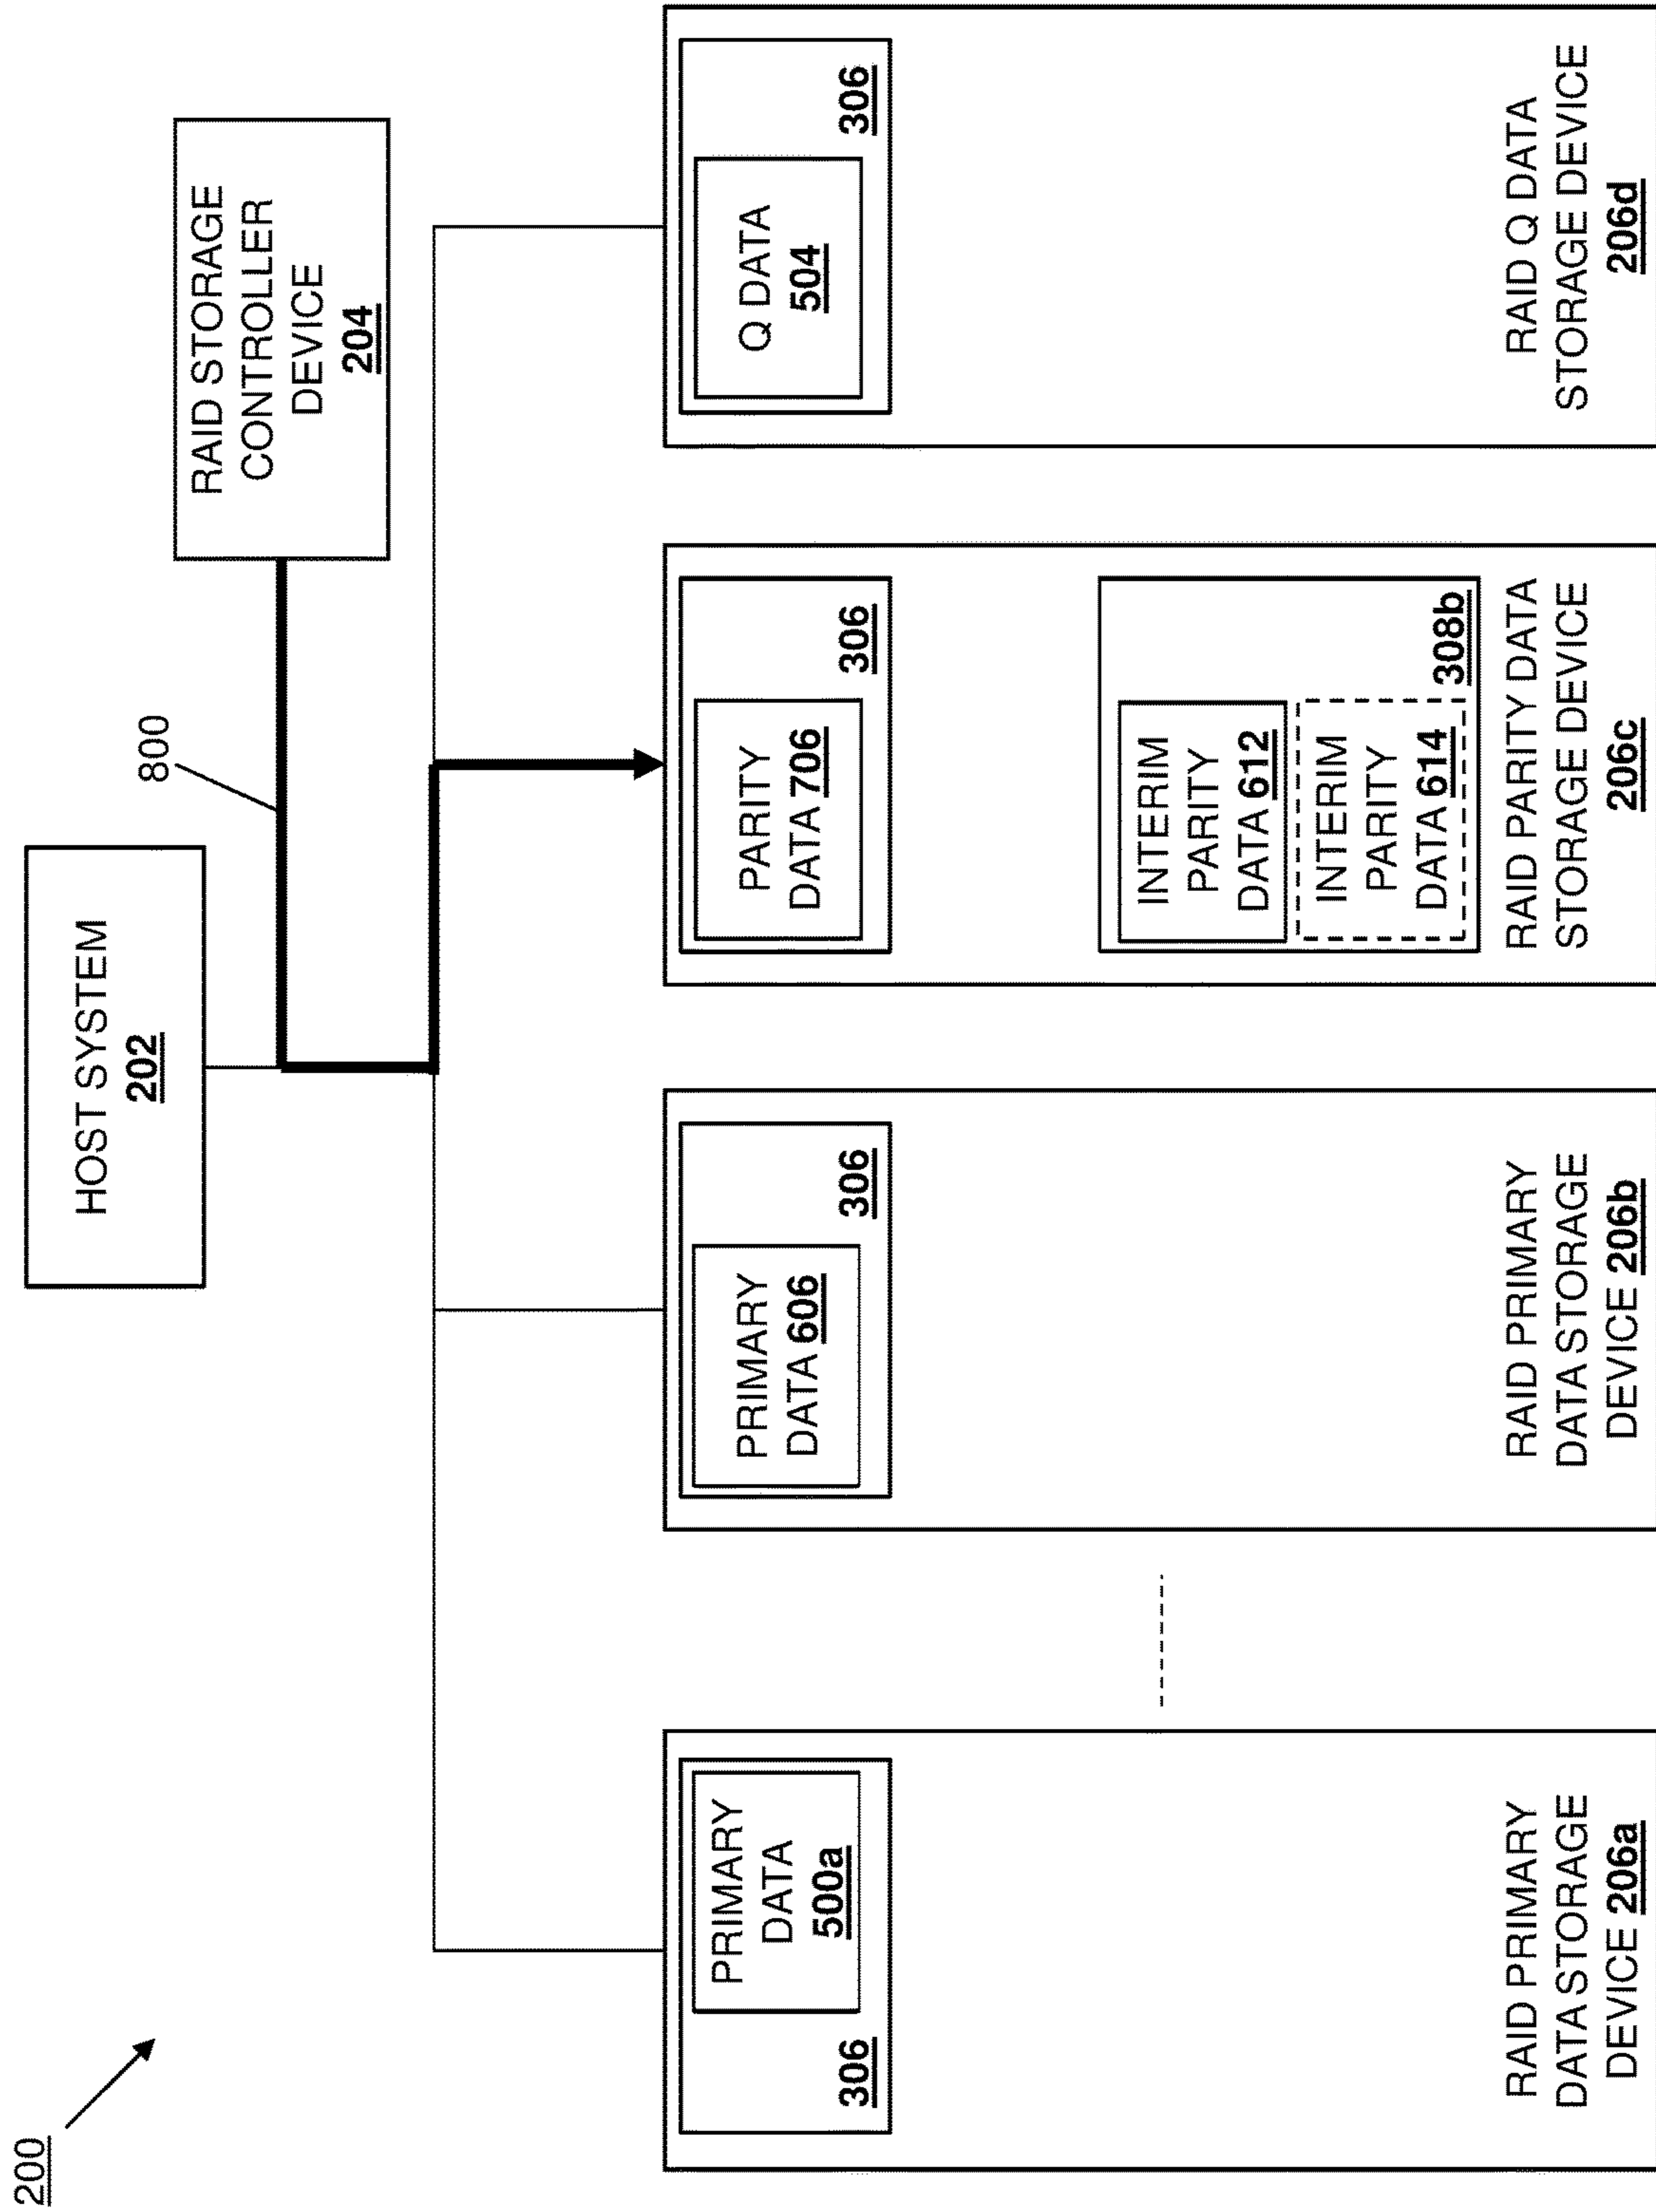 200
HOST SYSTEM
202
800
RAID STORAGE
CONTROLLER
DEVICE
204
PRIMARY
DATA
500a
306
RAID PRIMARY
DATA STORAGE
DEVICE 206a
PRIMARY
DATA 606
306
RAID PRIMARY
DATA STORAGE
DEVICE 206b
PARITY
DATA 706
306
INTERIM
PARITY
DATA 612
INTERIM
PARITY
DATA 614
308b
RAID PARITY DATA
STORAGE DEVICE
206c
Q DATA
504
306
RAID Q DATA
STORAGE DEVICE
206d